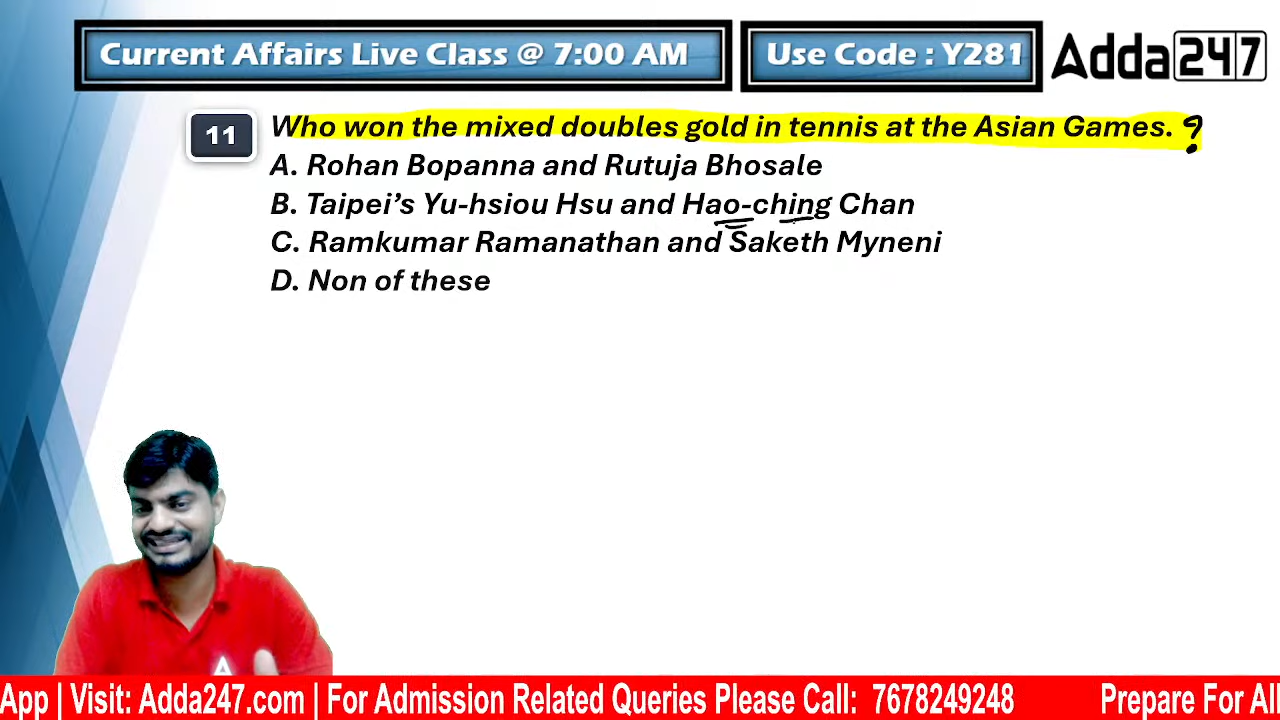 Current Affairs Live Class @ 7:00 AM
Use Code : Y281
Adda247
11
Who won the mixed doubles gold in tennis at the Asian Games. ?
A. Rohan Bopanna and Rutuja Bhosale
B. Taipei’s Yu-hsiou Hsu and Hao-ching Chan
C. Ramkumar Ramanathan and Saketh Myneni
D. Non of these
App | Visit: Adda247.com | For Admission Related Queries Please Call: 7678249248 Prepare For All